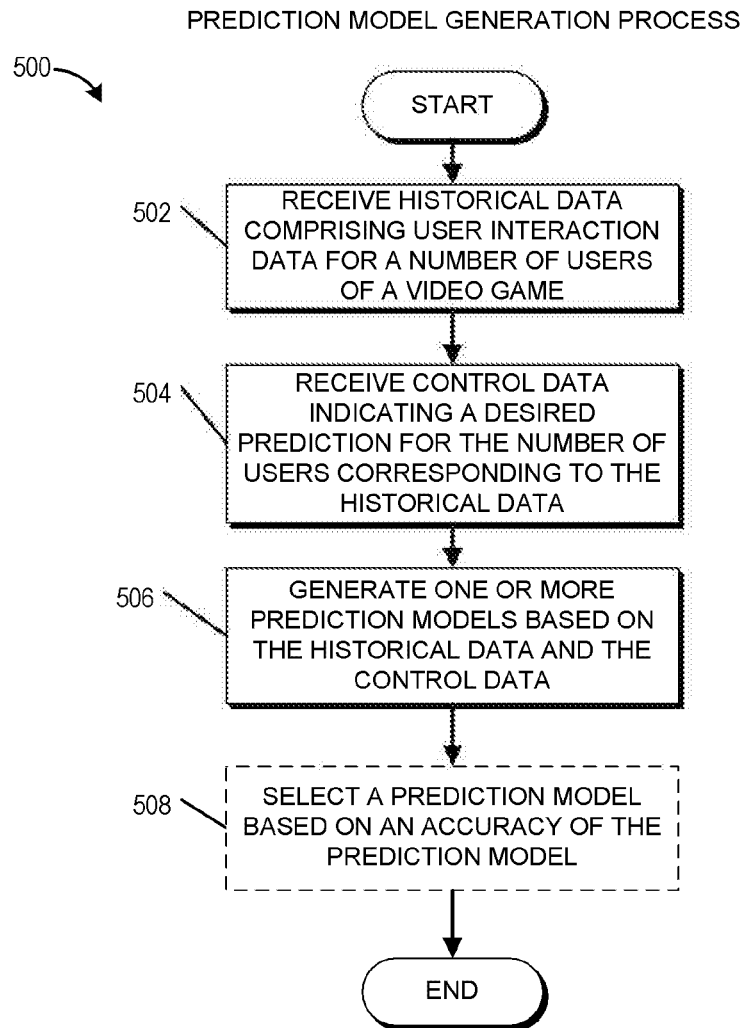 PREDICTION MODEL GENERATION PROCESS
500
START
502
RECEIVE HISTORICAL DATA
COMPRISING USER INTERACTION
DATA FOR A NUMBER OF USERS
OF A VIDEO GAME
504
RECEIVE CONTROL DATA
INDICATING A DESIRED
PREDICTION FOR THE NUMBER OF
USERS CORRESPONDING TO THE
HISTORICAL DATA
506
GENERATE ONE OR MORE
PREDICTION MODELS BASED ON
THE HISTORICAL DATA AND THE
CONTROL DATA
508
SELECT A PREDICTION MODEL
BASED ON AN ACCURACY OF THE
PREDICTION MODEL
END